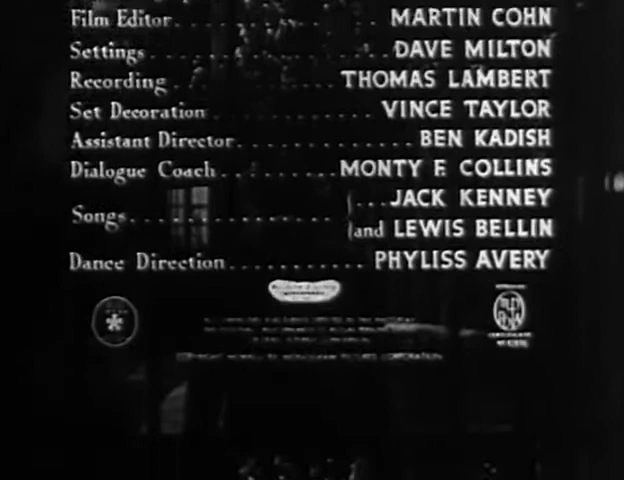 Film Editor.................. MARTIN COHN
Settings.......................DAVE MILTON
Recording................ THOMAS LAMBERT
Set Decoration................ VINCE TAYLOR
Assistant Director.............. BEN KADISH
Dialogue Coach.........MONTY F. COLLINS
Songs.................... {...JACK KENNEY
and LEWIS BELLIN
Dance Direction........... PHYLISS AVERY